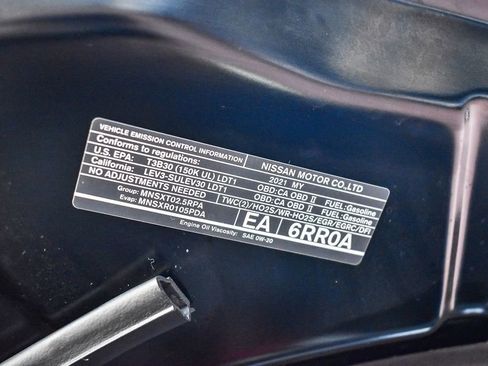 VEHICLE EMISSION CONTROL INFORMATION NISSAN MOTOR CO.,LTD
Conforms to regulations: 2021 MY
U.S. EPA: T3B30 (150K UL) LDT1 OBD:CA OBD II FUEL:Gasoline
California: LEV3-SULEV30 LDT1 OBD:CA OBD II FUEL:Gasoline
NO ADJUSTMENTS NEEDED TWC(2)/HO2S/WR-HO2S/EGR/EGRC/DFI
Group: MNSXT02.5RPA
Evap: MNSXR0105PDA
EA 6RR0A
Engine Oil Viscosity: SAE 0W-20